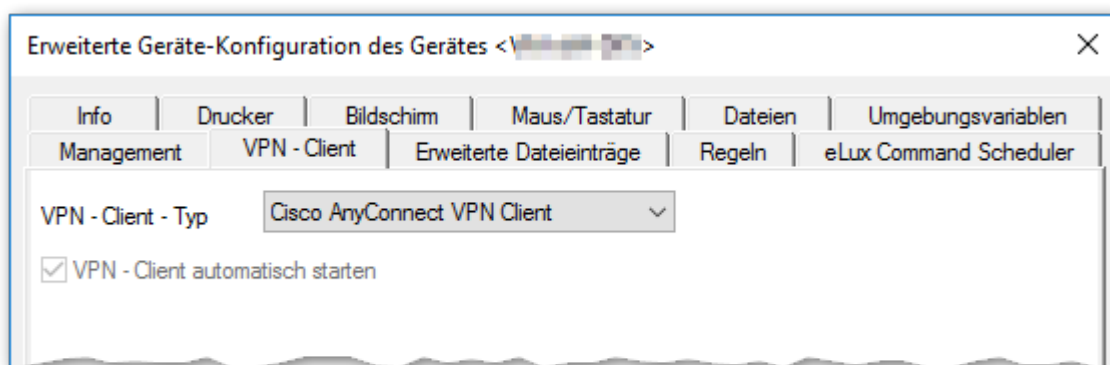 Erweiterte Geräte-Konfiguration des Gerätes < >
Info Drucker Bildschirm Maus/Tastatur Dateien Umgebungsvariablen
Management VPN - Client Erweiterte Dateieinträge Regeln eLux Command Scheduler
VPN - Client - Typ Cisco AnyConnect VPN Client
VPN - Client automatisch starten